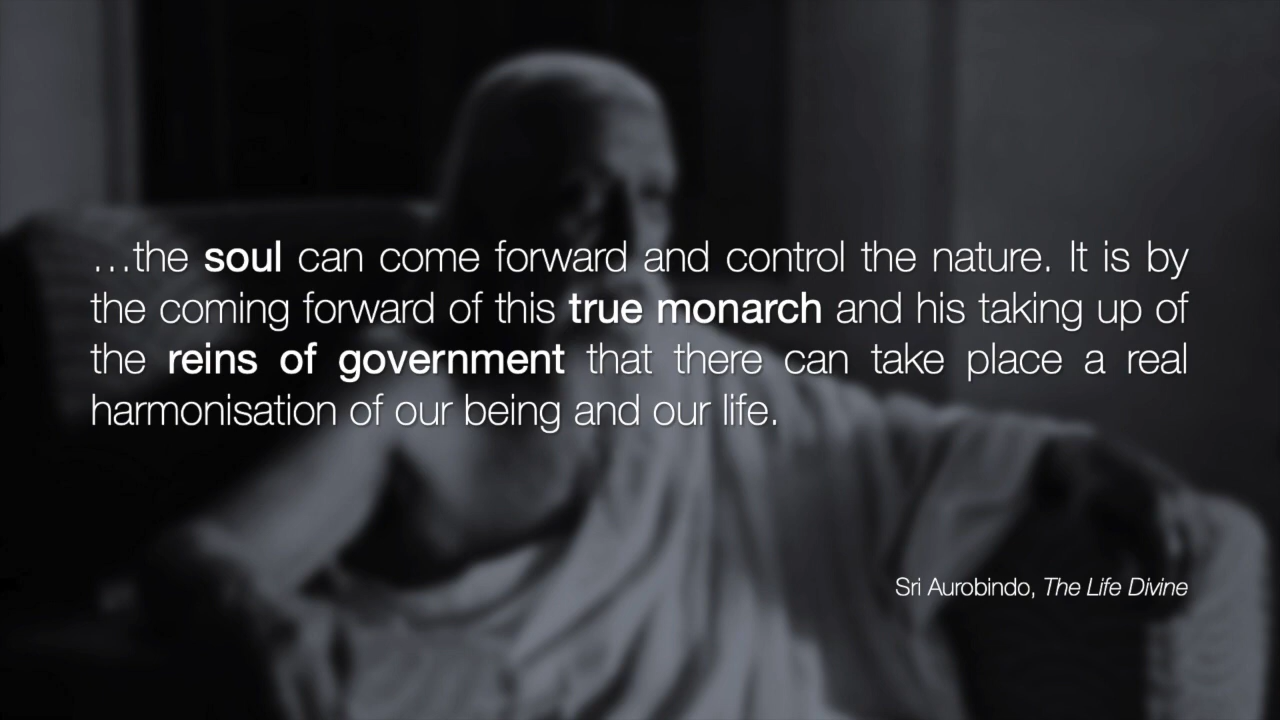 …the soul can come forward and control the nature. It is by
the coming forward of this true monarch and his taking up of
the reins of government that there can take place a real
harmonisation of our being and our life.
Sri Aurobindo, The Life Divine